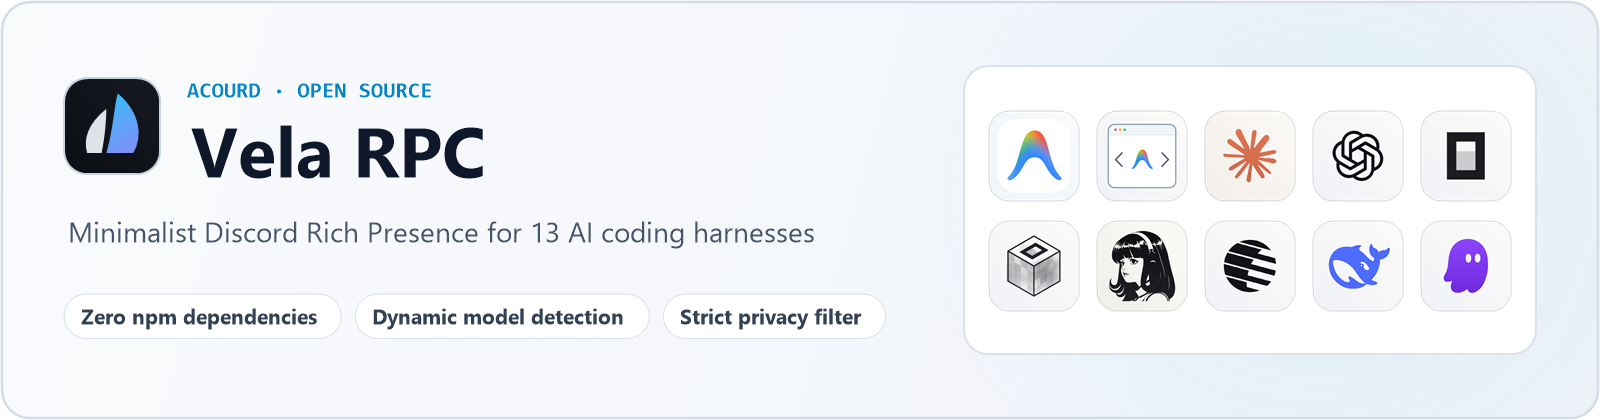 ACOURD · OPEN SOURCE
Vela RPC
Minimalist Discord Rich Presence for 13 AI coding harnesses
Zero npm dependencies
Dynamic model detection
Strict privacy filter